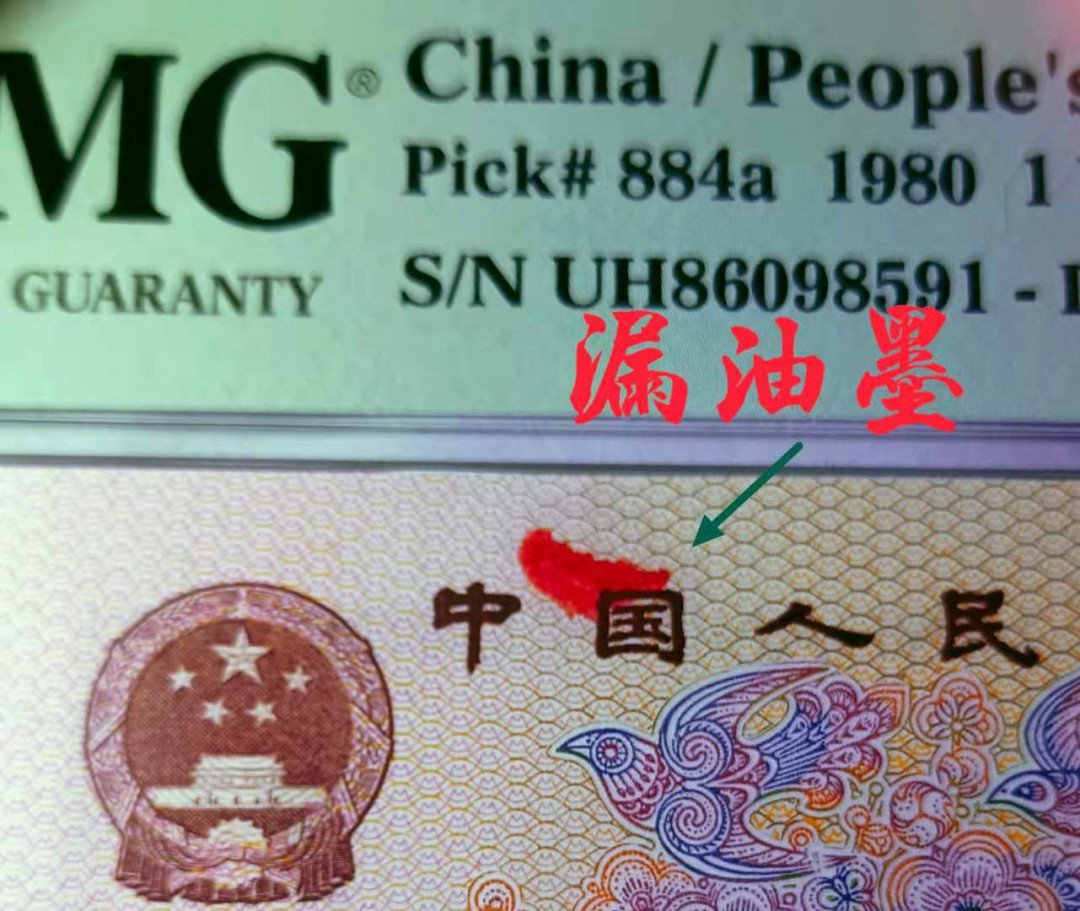 MG® China / People's
Pick# 884a 1980 1
GUARANTY S/N UH86098591 -
漏油墨
中国人民